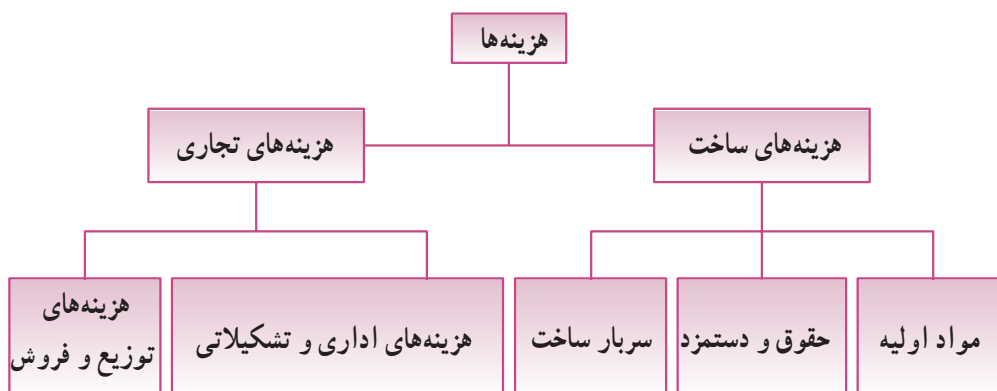 هزینه‌ها
هزینه‌های ساخت
هزینه‌های تجاری
مواد اولیه
حقوق و دستمزد
سربار ساخت
هزینه‌های اداری و تشکیلاتی
هزینه‌های
توزیع و فروش